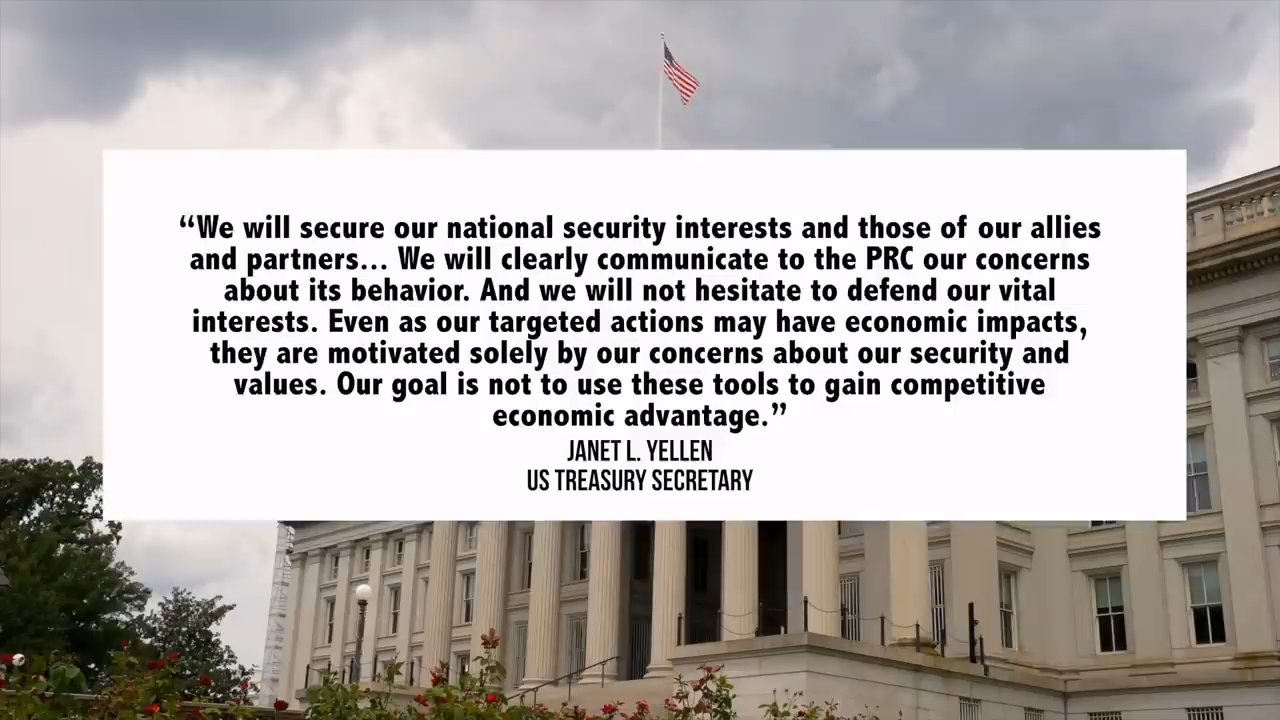 “We will secure our national security interests and those of our allies
and partners... We will clearly communicate to the PRC our concerns
about its behavior. And we will not hesitate to defend our vital
interests. Even as our targeted actions may have economic impacts,
they are motivated solely by our concerns about our security and
values. Our goal is not to use these tools to gain competitive
economic advantage.”
JANET L. YELLEN
US TREASURY SECRETARY